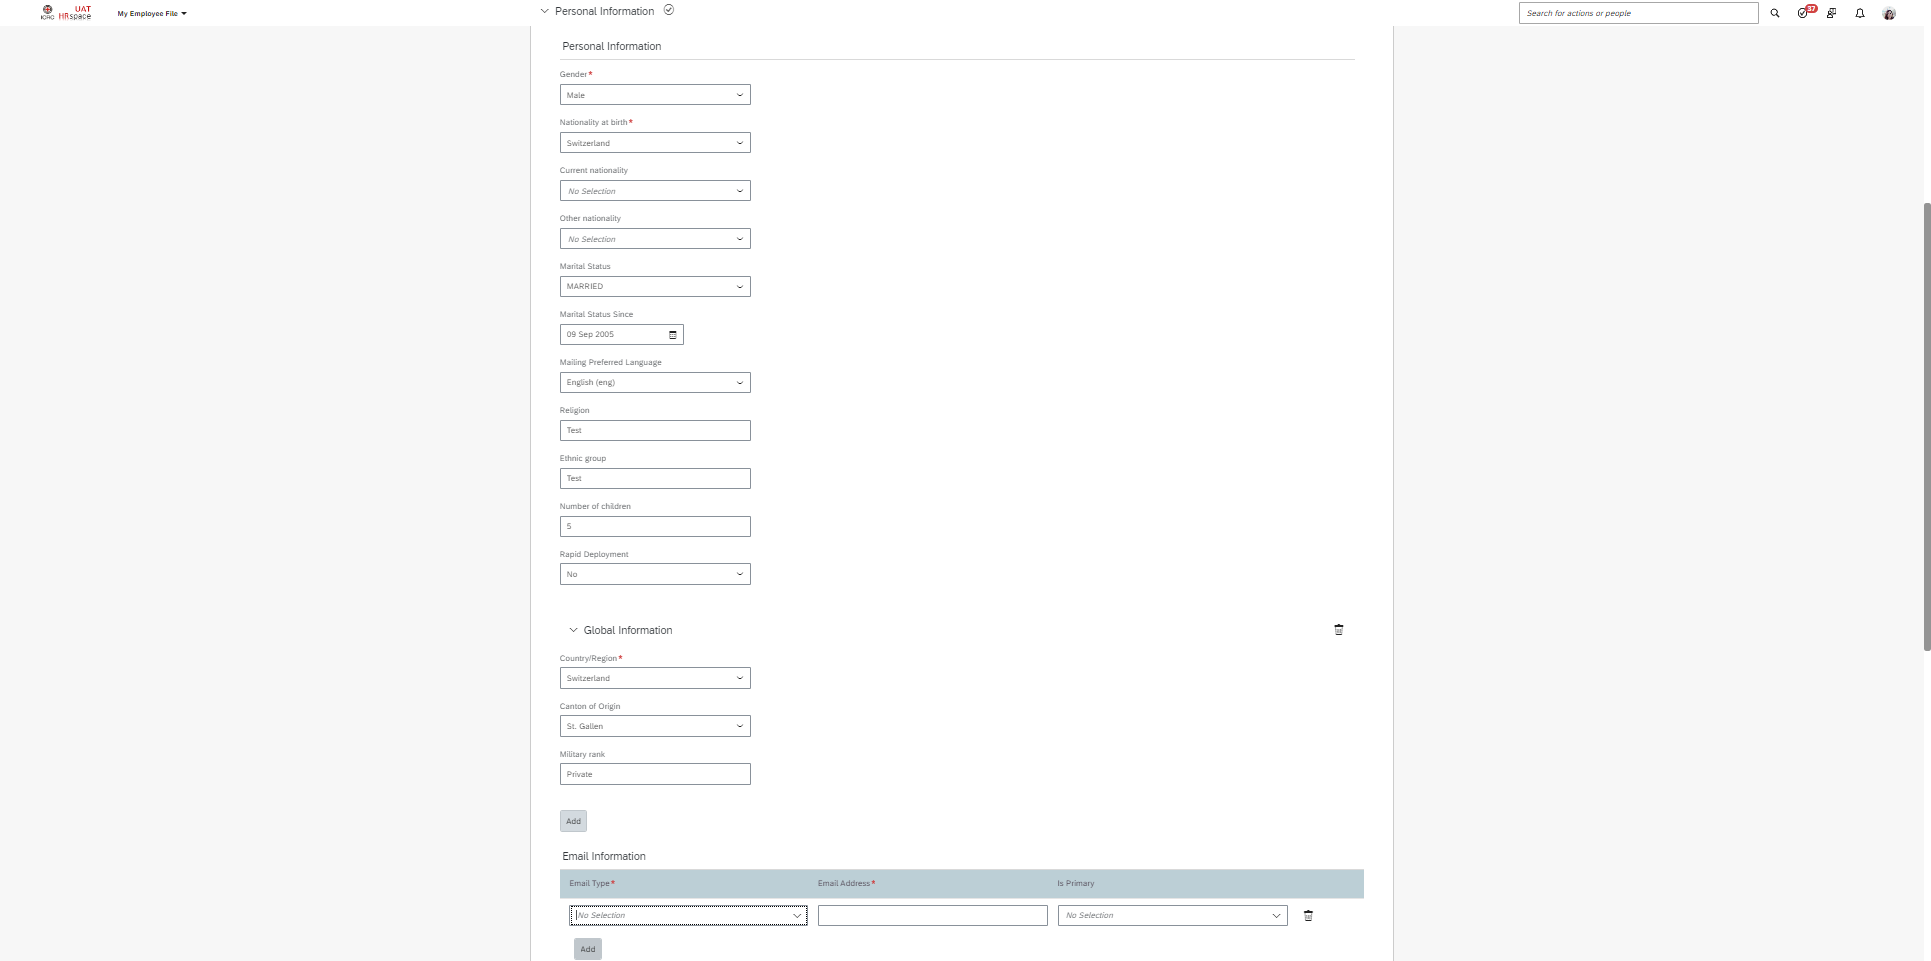 ICRC
UAT
HRspace
My Employee File
Personal Information
Search for actions or people
37
Personal Information
Gender*
Male
Nationality at birth*
Switzerland
Current nationality
No Selection
Other nationality
No Selection
Marital Status
MARRIED
Marital Status Since
09 Sep 2005
Mailing Preferred Language
English (eng)
Religion
Test
Ethnic group
Test
Number of children
5
Rapid Deployment
No
Global Information
Country/Region*
Switzerland
Canton of Origin
St. Gallen
Military rank
Private
Add
Email Information
Email Type* Email Address* Is Primary
No Selection No Selection
Add